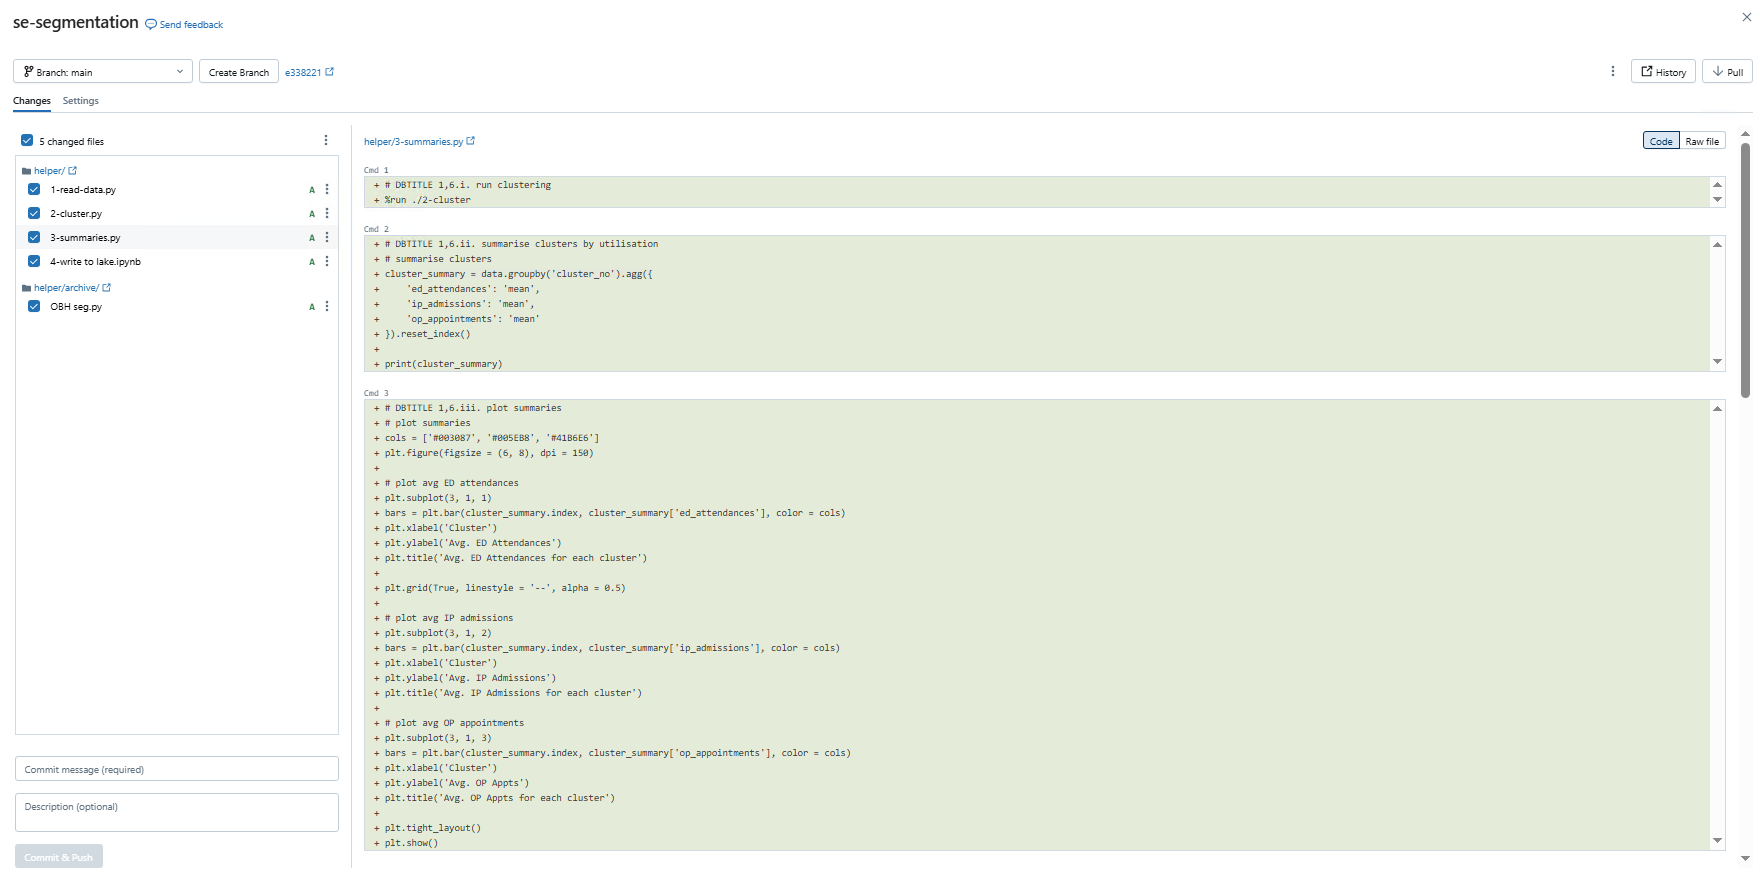 se-segmentation Send feedback
Branch: main Create Branch e338221 History Pull
Changes Settings
5 changed files
helper/
1-read-data.py A
2-cluster.py A
3-summaries.py A
4-write to lake.ipynb A
helper/archive/
OBH seg.py A
Commit message (required)
Description (optional)
Commit & Push
helper/3-summaries.py Code Raw file
Cmd 1
+ # DBTITLE 1,6.i. run clustering
+ %run ./2-cluster
Cmd 2
+ # DBTITLE 1,6.ii. summarise clusters by utilisation
+ # summarise clusters
+ cluster_summary = data.groupby('cluster_no').agg({
+     'ed_attendances': 'mean',
+     'ip_admissions': 'mean',
+     'op_appointments': 'mean'
+ }).reset_index()
+
+ print(cluster_summary)
Cmd 3
+ # DBTITLE 1,6.iii. plot summaries
+ # plot summaries
+ cols = ['#003087', '#005EB8', '#41B6E6']
+ plt.figure(figsize = (6, 8), dpi = 150)
+
+ # plot avg ED attendances
+ plt.subplot(3, 1, 1)
+ bars = plt.bar(cluster_summary.index, cluster_summary['ed_attendances'], color = cols)
+ plt.xlabel('Cluster')
+ plt.ylabel('Avg. ED Attendances')
+ plt.title('Avg. ED Attendances for each cluster')
+
+ plt.grid(True, linestyle = '--', alpha = 0.5)
+
+ # plot avg IP admissions
+ plt.subplot(3, 1, 2)
+ bars = plt.bar(cluster_summary.index, cluster_summary['ip_admissions'], color = cols)
+ plt.xlabel('Cluster')
+ plt.ylabel('Avg. IP Admissions')
+ plt.title('Avg. IP Admissions for each cluster')
+
+ # plot avg OP appointments
+ plt.subplot(3, 1, 3)
+ bars = plt.bar(cluster_summary.index, cluster_summary['op_appointments'], color = cols)
+ plt.xlabel('Cluster')
+ plt.ylabel('Avg. OP Appts')
+ plt.title('Avg. OP Appts for each cluster')
+
+ plt.tight_layout()
+ plt.show()